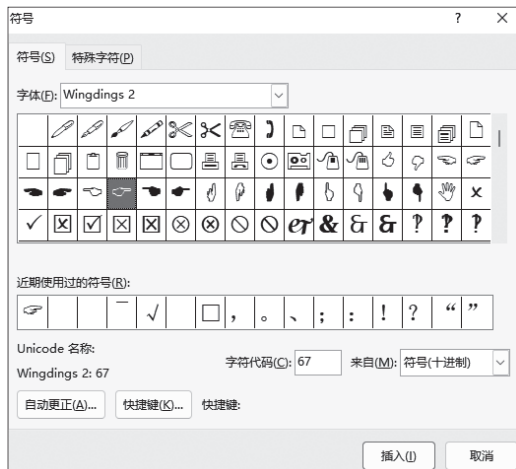 符号 ? ×
符号(S) 特殊字符(P)
字体(F): Wingdings 2
近期使用过的符号(R):
￣ √ □ ， 。 、 ； ： ！ ？ “ ”
Unicode 名称:
Wingdings 2: 67
字符代码(C): 67 来自(M): 符号(十进制)
自动更正(A)... 快捷键(K)... 快捷键:
插入(I) 取消